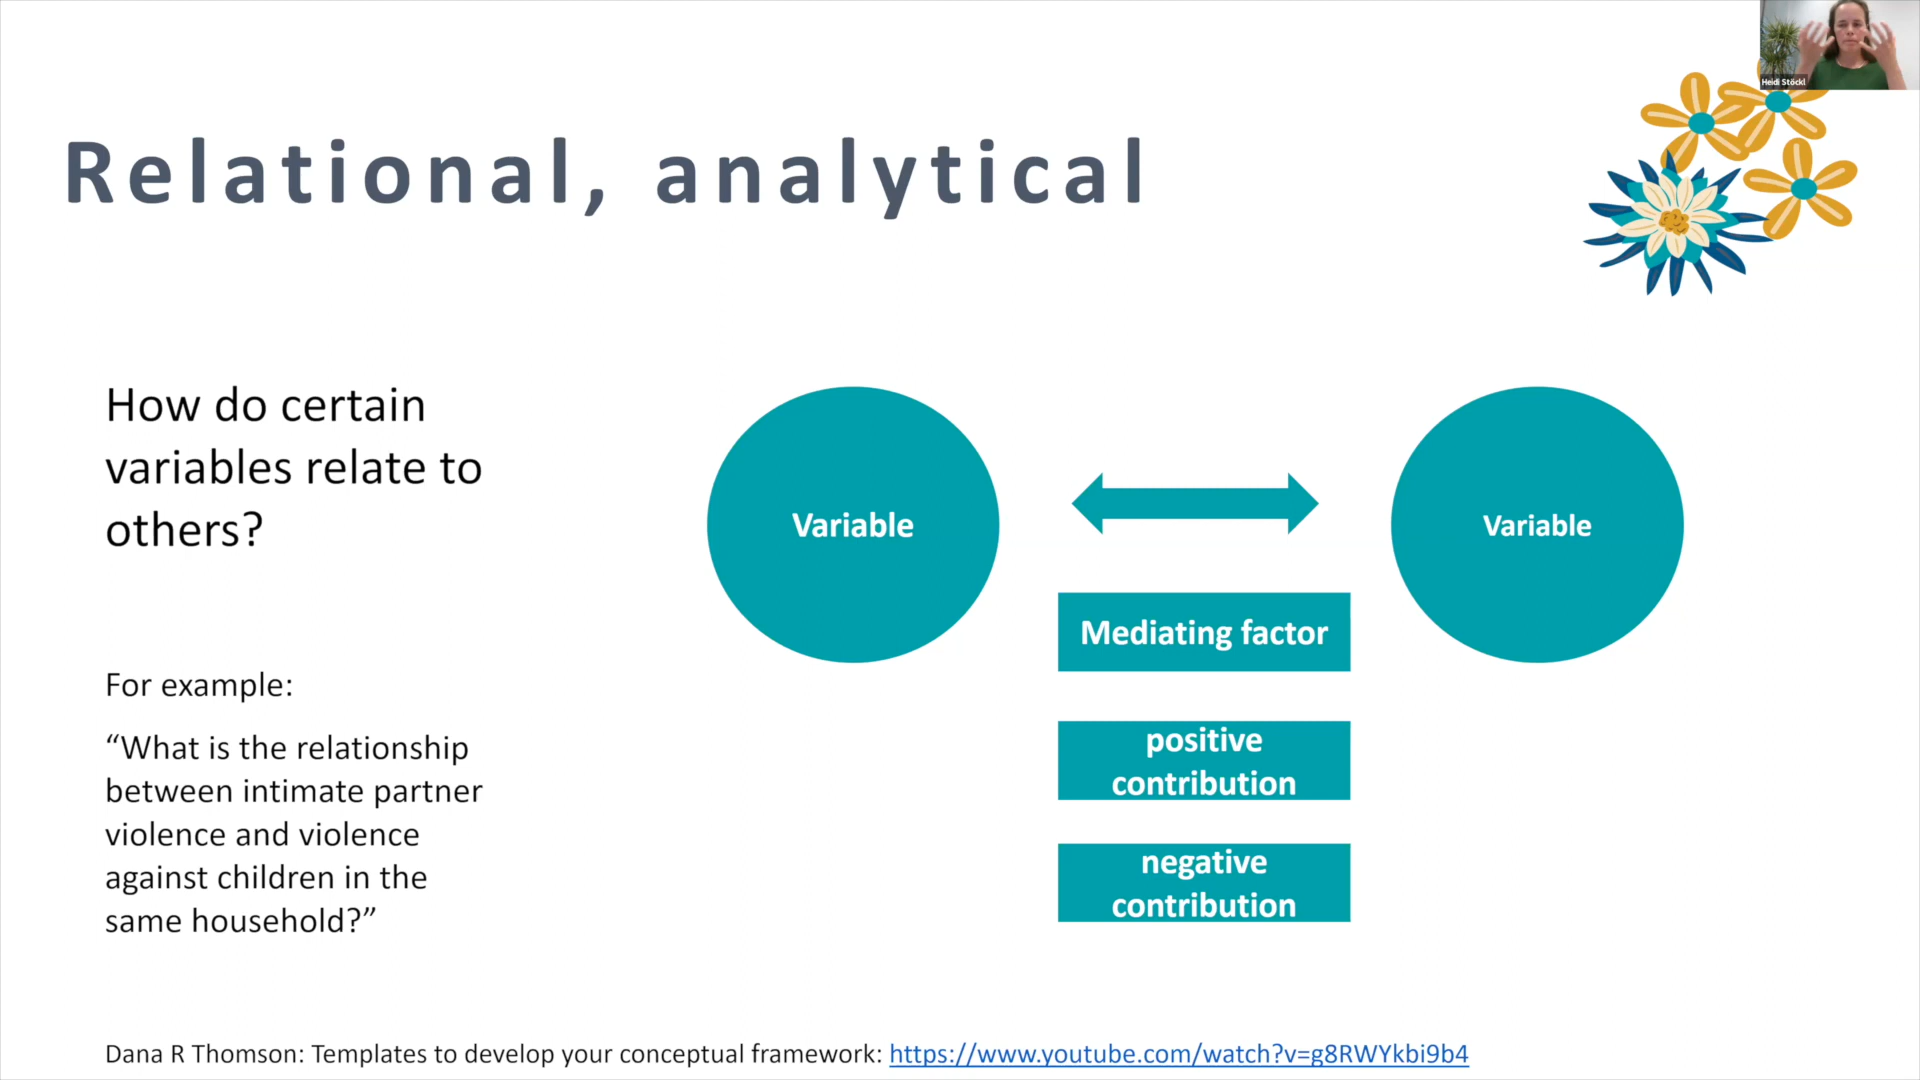 Heidi Stöckl
Relational, analytical
How do certain
variables relate to
others?
For example:
“What is the relationship
between intimate partner
violence and violence
against children in the
same household?”
Variable
Variable
Mediating factor
positive
contribution
negative
contribution
Dana R Thomson: Templates to develop your conceptual framework: https://www.youtube.com/watch?v=g8RWYkbi9b4